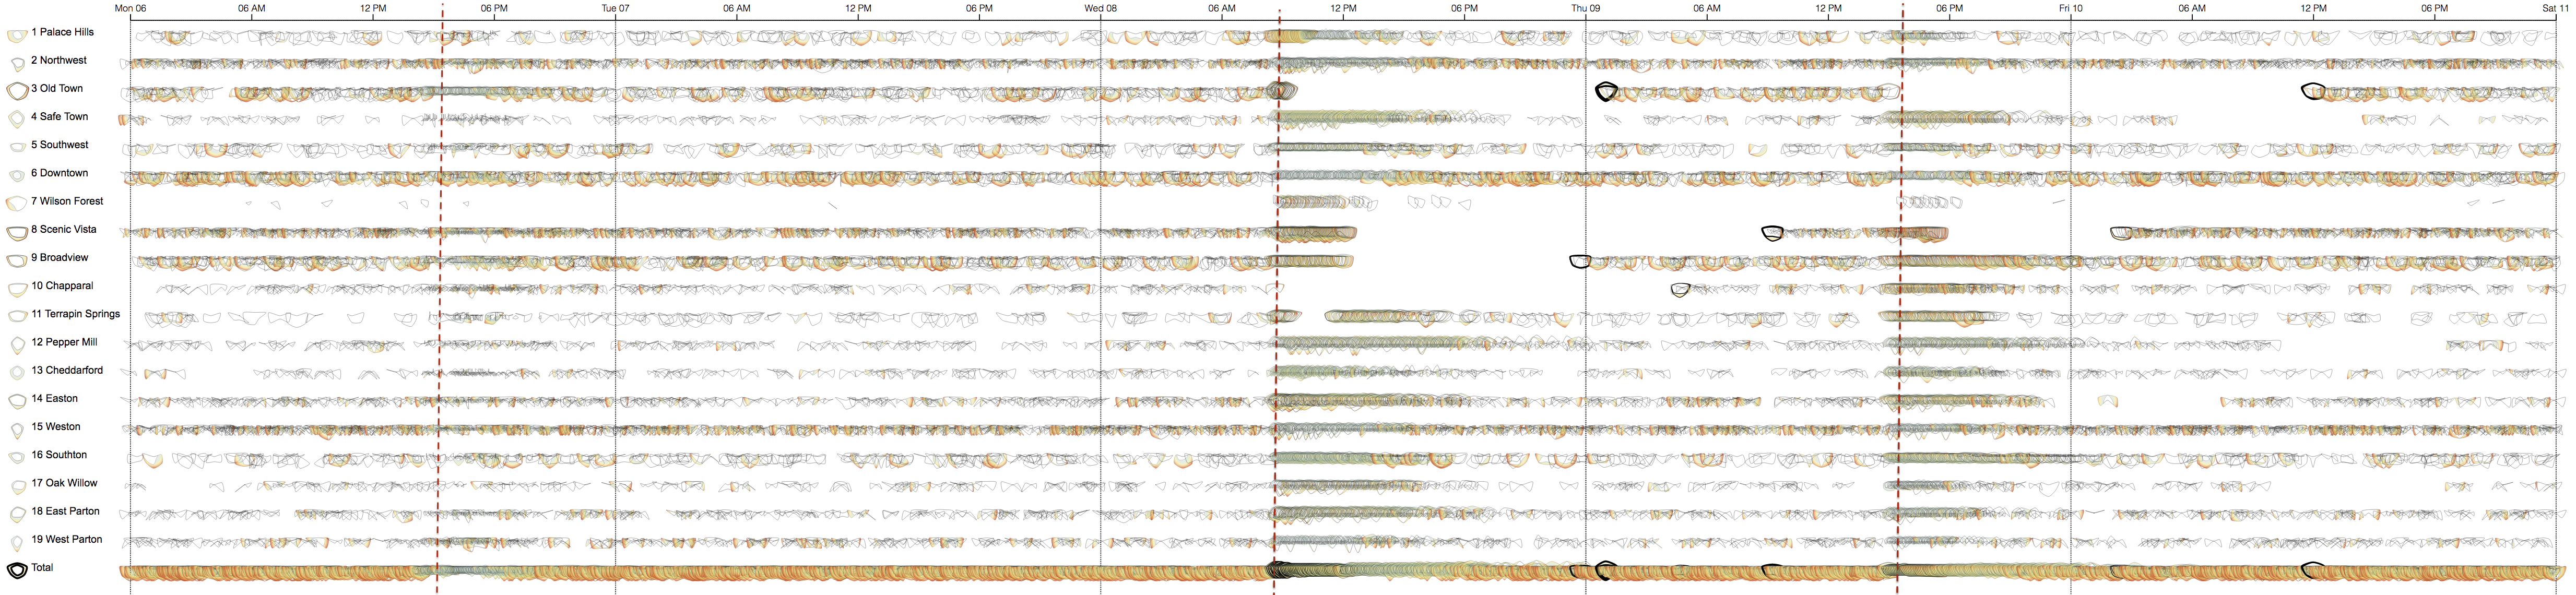 Mon 06 06 AM 12 PM 06 PM Tue 07 06 AM 12 PM 06 PM Wed 08 06 AM 12 PM 06 PM Thu 09 06 AM 12 PM 06 PM Fri 10 06 AM 12 PM 06 PM Sat 11
1 Palace Hills
2 Northwest
3 Old Town
4 Safe Town
5 Southwest
6 Downtown
7 Wilson Forest
8 Scenic Vista
9 Broadview
10 Chapparal
11 Terrapin Springs
12 Pepper Mill
13 Cheddarford
14 Easton
15 Weston
16 Southton
17 Oak Willow
18 East Parton
19 West Parton
Total